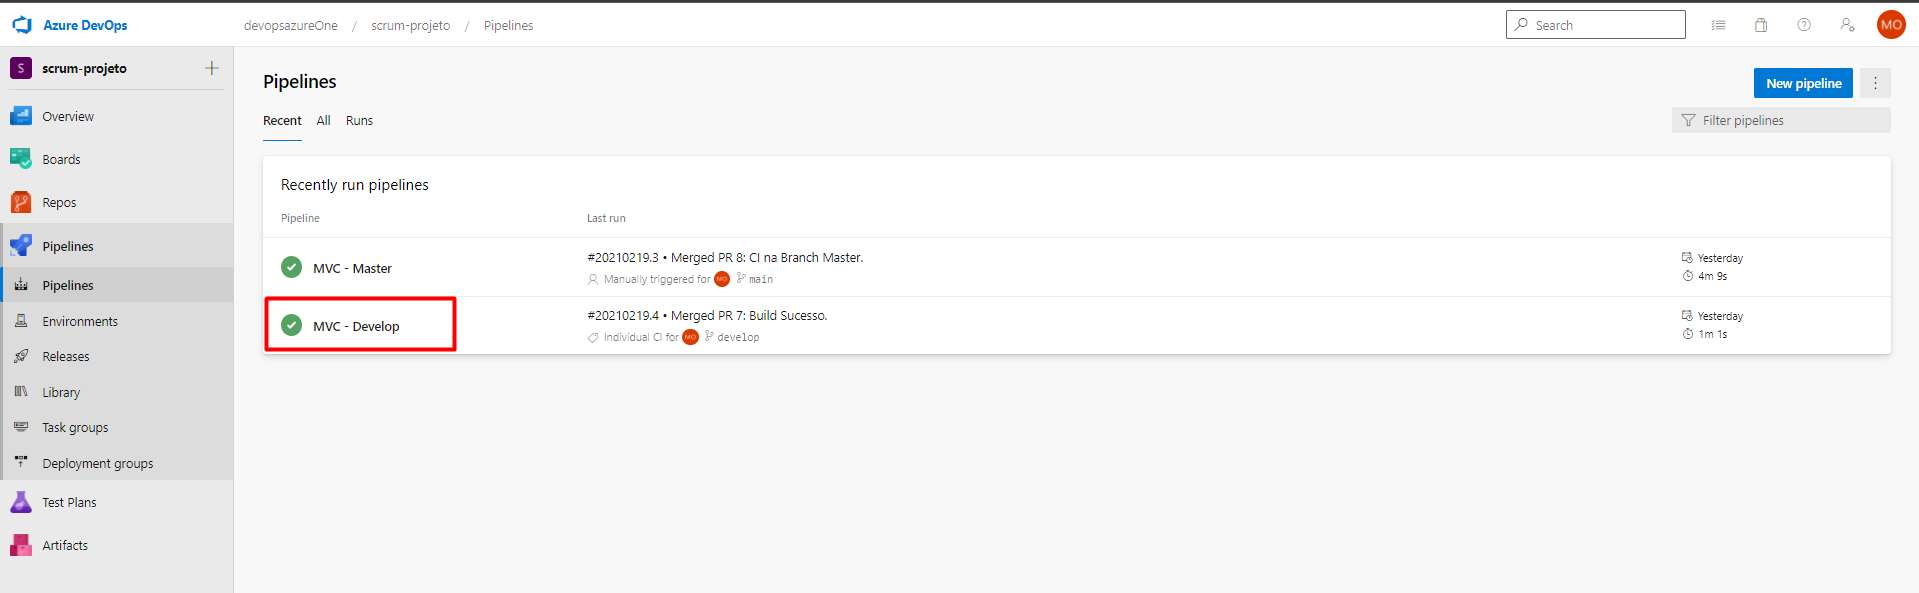 Azure DevOps
devopsazureOne / scrum-projeto / Pipelines
Search
MO
S scrum-projeto
Overview
Boards
Repos
Pipelines
Pipelines
Environments
Releases
Library
Task groups
Deployment groups
Test Plans
Artifacts
Pipelines
New pipeline
Recent All Runs
Filter pipelines
Recently run pipelines
Pipeline Last run
MVC - Master
#20210219.3 • Merged PR 8: CI na Branch Master.
Manually triggered for MO main
Yesterday
4m 9s
MVC - Develop
#20210219.4 • Merged PR 7: Build Sucesso.
Individual CI for MO develop
Yesterday
1m 1s